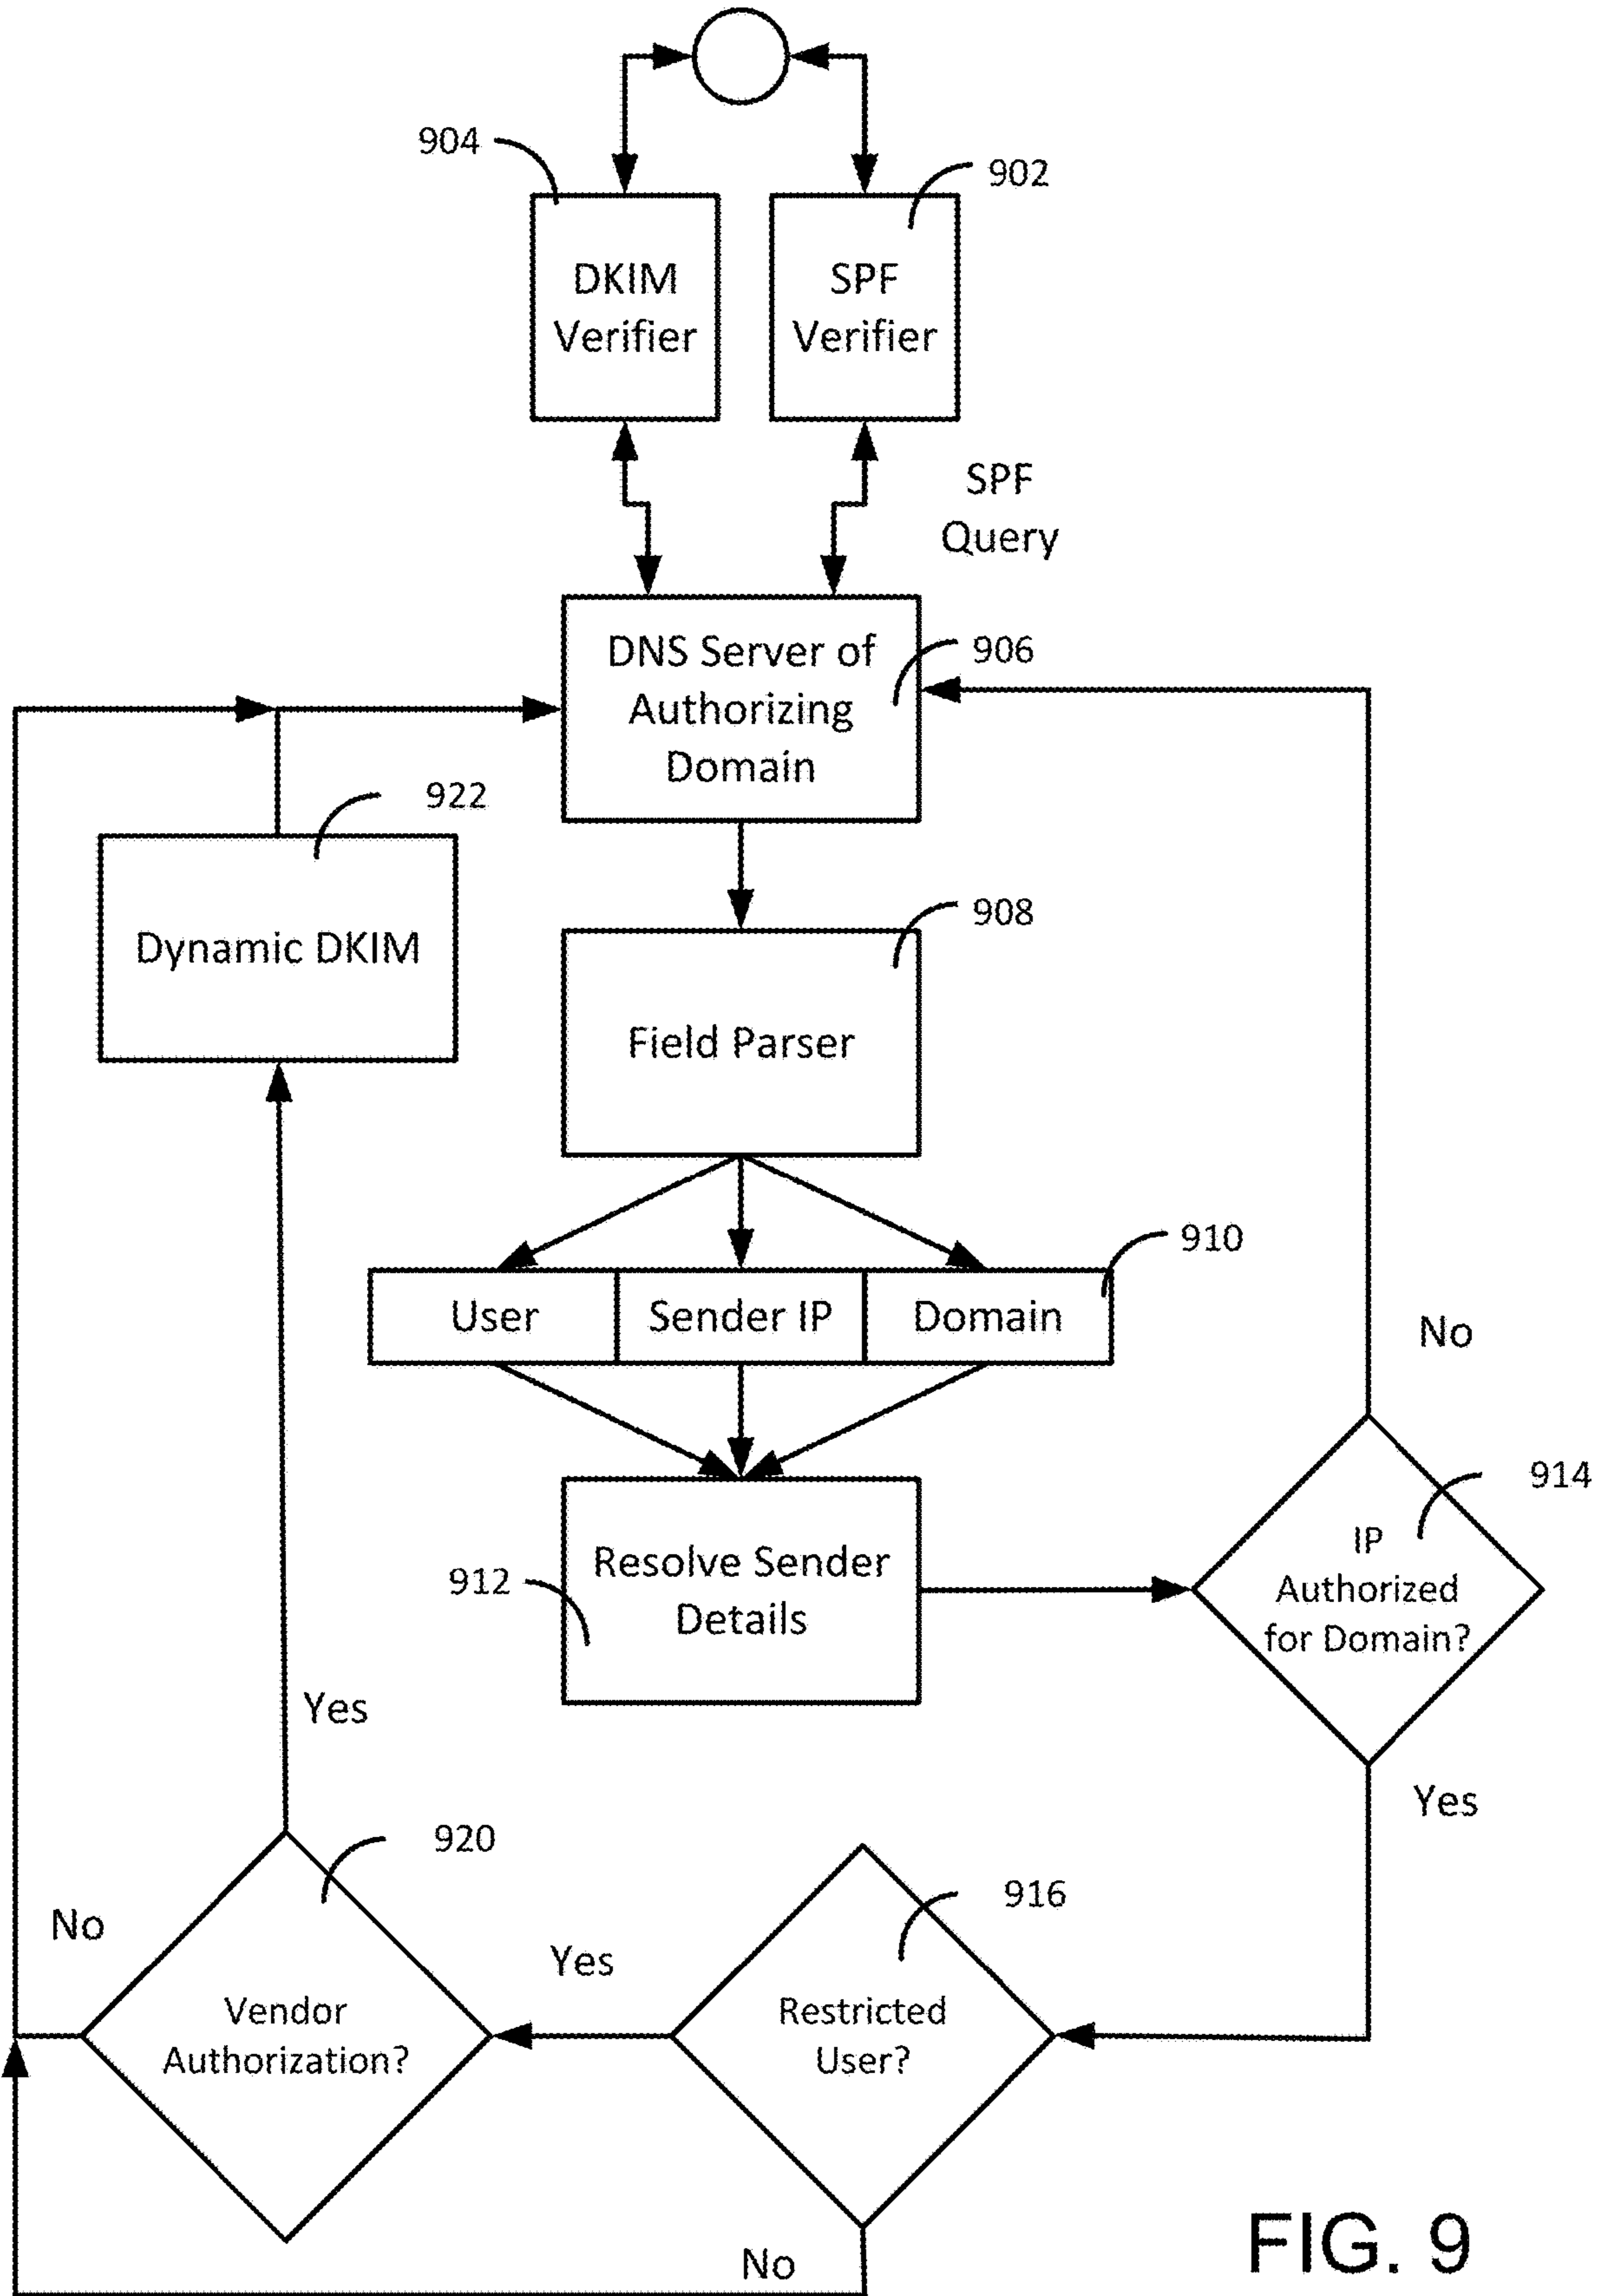 904
902
DKIM
Verifier
SPF
Verifier
SPF
Query
DNS Server of
Authorizing
Domain
906
922
Dynamic DKIM
908
Field Parser
910
User
Sender IP
Domain
No
914
IP
Authorized
for Domain?
912
Resolve Sender
Details
Yes
Yes
920
916
No
Yes
Vendor
Authorization?
Restricted
User?
No
FIG. 9